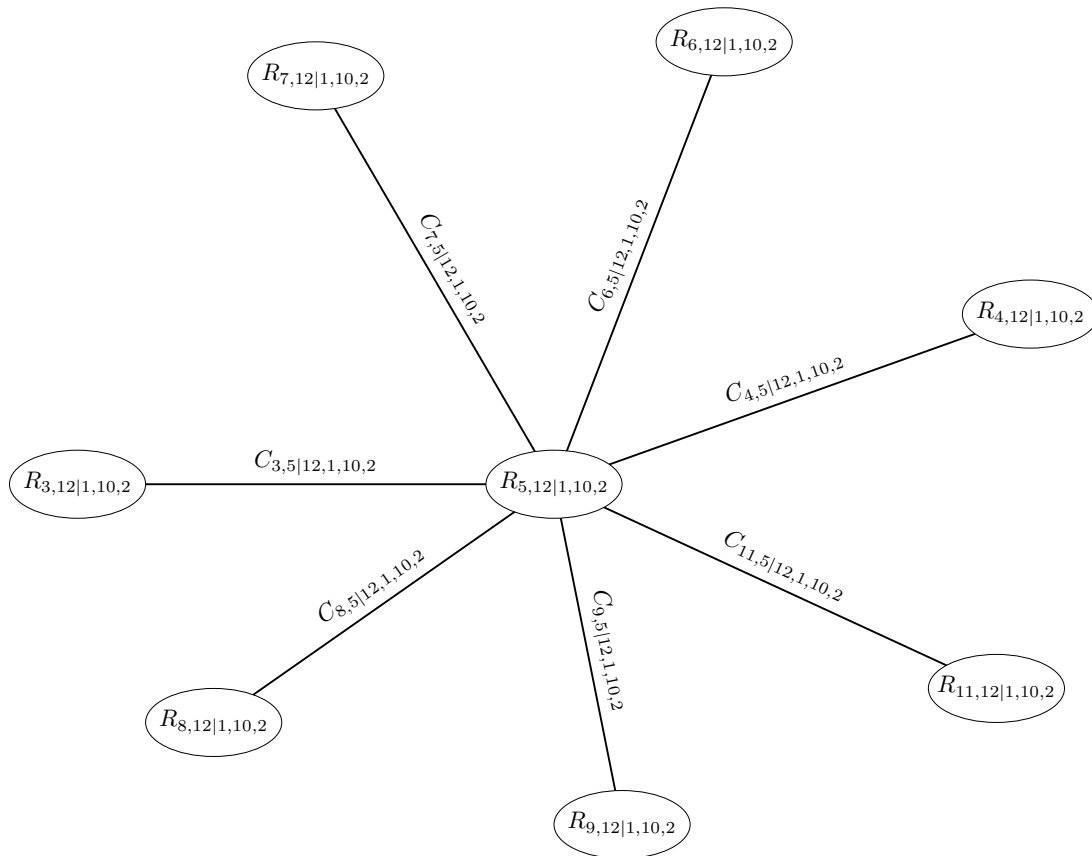 R_{6,12|1,10,2}
R_{7,12|1,10,2}
C_{7,5|12,1,10,2}
C_{6,5|12,1,10,2}
R_{4,12|1,10,2}
C_{4,5|12,1,10,2}
C_{3,5|12,1,10,2}
R_{3,12|1,10,2}
R_{5,12|1,10,2}
C_{8,5|12,1,10,2}
C_{9,5|12,1,10,2}
C_{11,5|12,1,10,2}
R_{11,12|1,10,2}
R_{8,12|1,10,2}
R_{9,12|1,10,2}